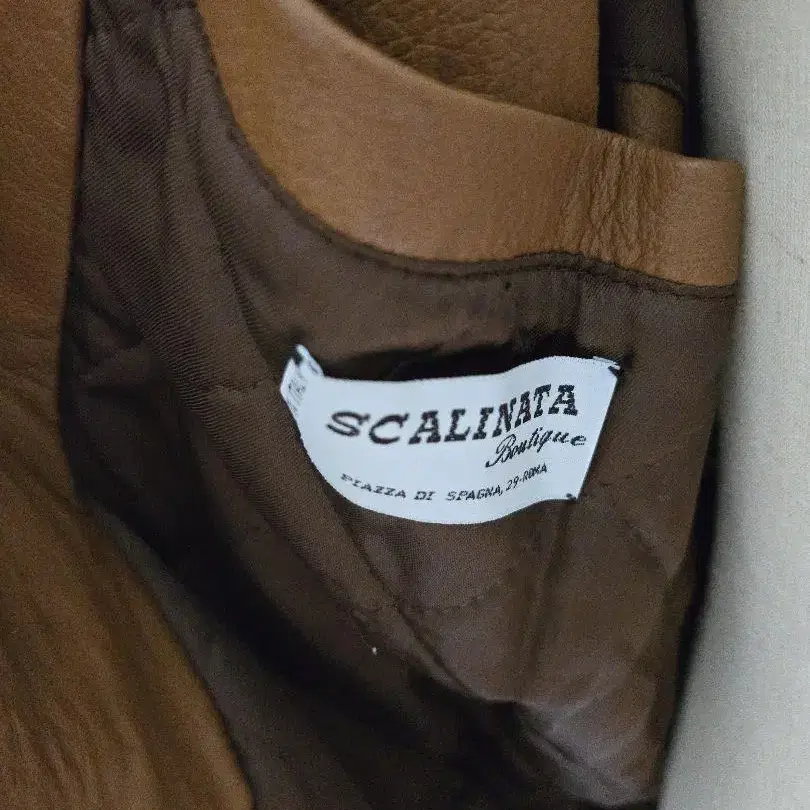 SCALINATA
Boutique
PIAZZA DI SPAGNA, 29-ROMA